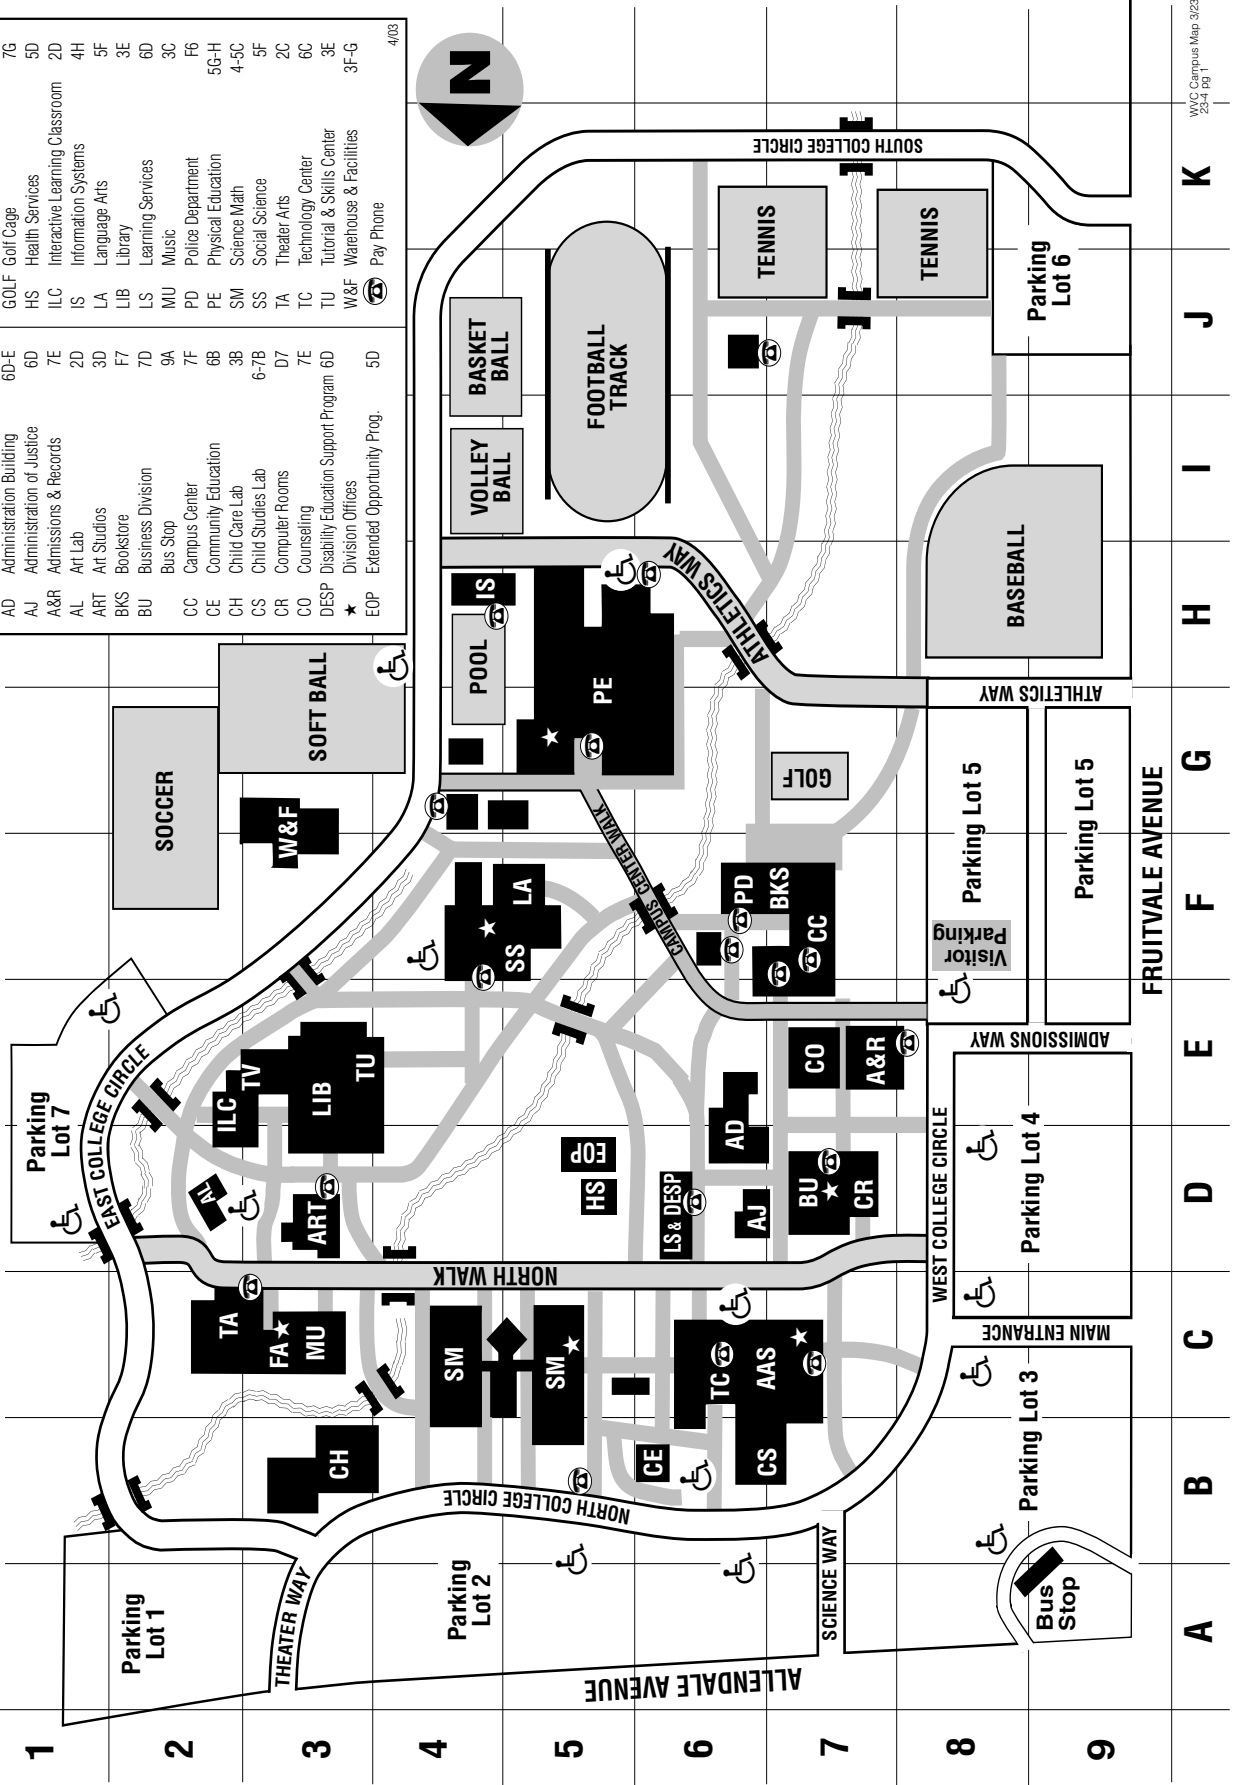 AD Administration Building 6D-E
AJ Administration of Justice 6D
A&R Admissions & Records 7E
AL Art Lab 2D
ART Art Studios 3D
BKS Bookstore F7
BU Business Division 7D
Bus Stop 9A
CC Campus Center 7F
CE Community Education 6B
CH Child Care Lab 3B
CS Child Studies Lab 6-7B
CR Computer Rooms D7
CO Counseling 7E
DESP Disability Education Support Program 6D
★ Division Offices
EOP Extended Opportunity Prog. 5D
GOLF Golf Cage 7G
HS Health Services 5D
ILC Interactive Learning Classroom 2D
IS Information Systems 4H
LA Language Arts 5F
LIB Library 3E
LS Learning Services 6D
MU Music 3C
PD Police Department F6
PE Physical Education 5G-H
SM Science Math 4-5C
SS Social Science 5F
TA Theater Arts 2C
TC Technology Center 6C
TU Tutorial & Skills Center 3E
W&F Warehouse & Facilities 3F-G
Pay Phone
4/03
N
1
2
3
4
5
6
7
8
9
A
B
C
D
E
F
G
H
I
J
K
Parking
Lot 1
Parking
Lot 2
Parking Lot 3
Parking Lot 4
Parking Lot 5
Parking Lot 5
Parking
Lot 6
Parking
Lot 7
Visitor
Parking
Bus
Stop
THEATER WAY
ALLENDALE AVENUE
SCIENCE WAY
NORTH COLLEGE CIRCLE
EAST COLLEGE CIRCLE
WEST COLLEGE CIRCLE
SOUTH COLLEGE CIRCLE
MAIN ENTRANCE
ADMISSIONS WAY
ATHLETICS WAY
ATHLETICS WAY
FRUITVALE AVENUE
NORTH WALK
CAMPUS CENTER WALK
SOCCER
SOFT BALL
POOL
VOLLEY
BALL
BASKET
BALL
FOOTBALL
TRACK
TENNIS
TENNIS
BASEBALL
GOLF
W&F
IS
PE
LA
SS
PD
BKS
CC
TV
ILC
LIB
TU
AL
ART
EOP
HS
LS & DESP
AD
AJ
BU
CR
CO
A&R
TA
FA
MU
SM
SM
TC
AAS
CS
CE
CH
WVC Campus Map 3/23
23-4 pg 1